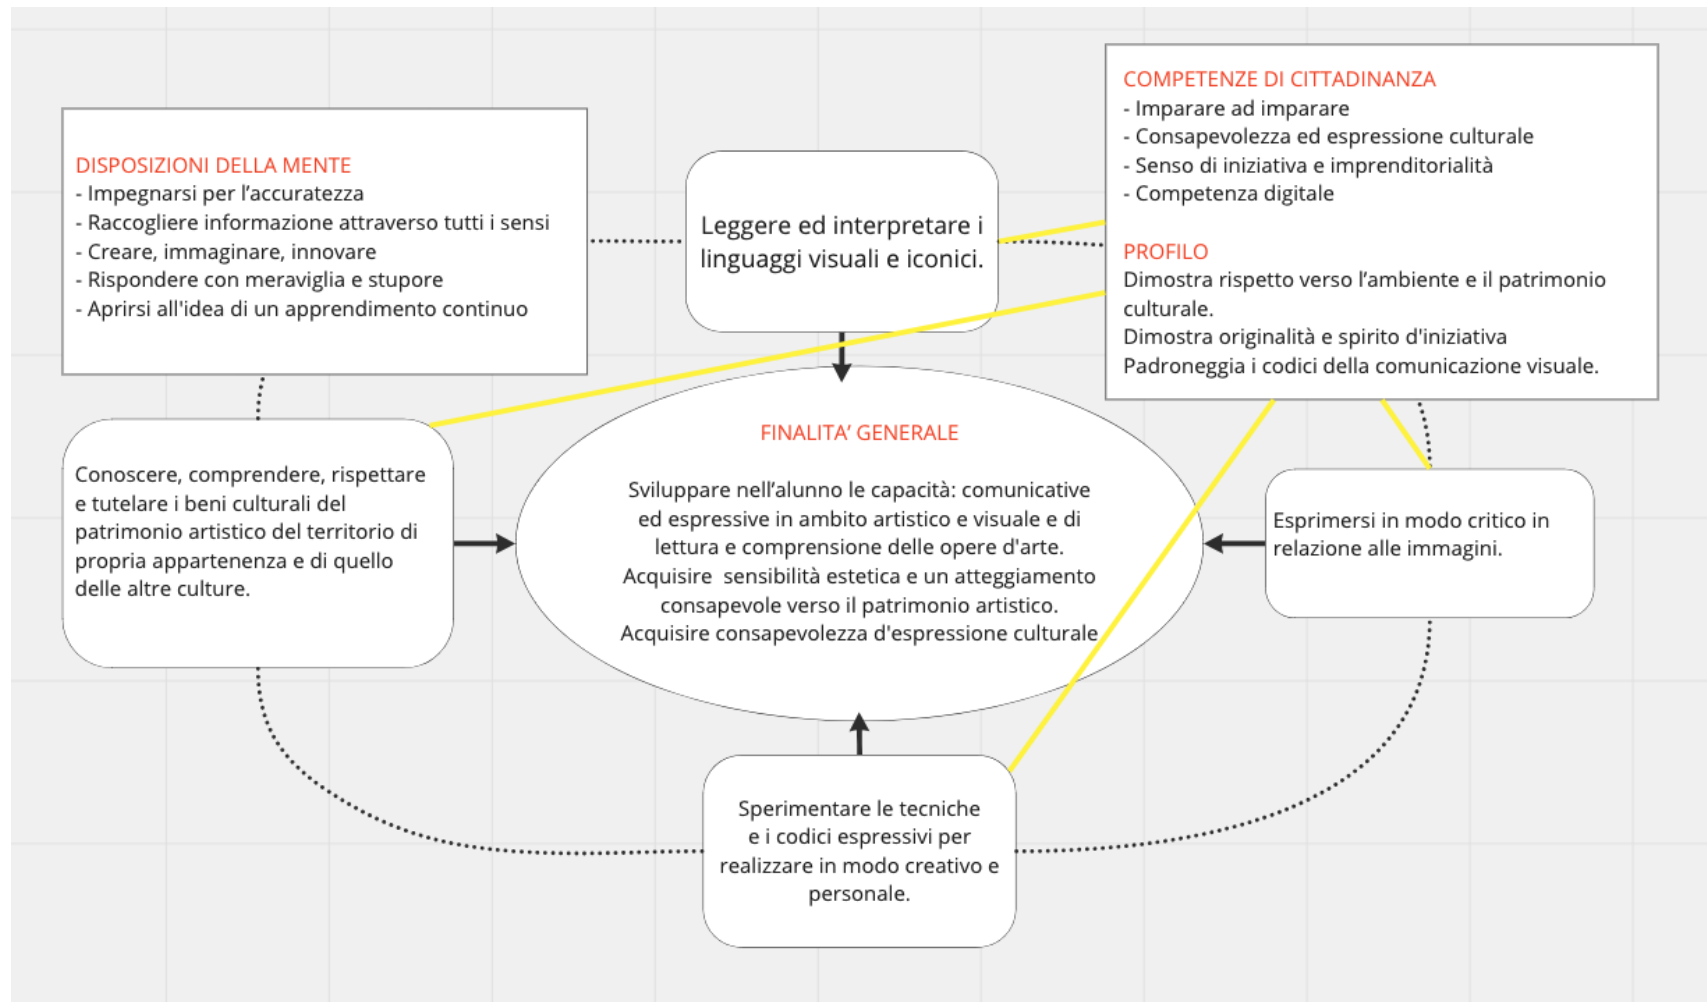 DISPOSIZIONI DELLA MENTE
- Impegnarsi per l’accuratezza
- Raccogliere informazione attraverso tutti i sensi
- Creare, immaginare, innovare
- Rispondere con meraviglia e stupore
- Aprirsi all'idea di un apprendimento continuo
Leggere ed interpretare i
linguaggi visuali e iconici.
COMPETENZE DI CITTADINANZA
- Imparare ad imparare
- Consapevolezza ed espressione culturale
- Senso di iniziativa e imprenditorialità
- Competenza digitale
PROFILO
Dimostra rispetto verso l’ambiente e il patrimonio
culturale.
Dimostra originalità e spirito d'iniziativa
Padroneggia i codici della comunicazione visuale.
Conoscere, comprendere, rispettare
e tutelare i beni culturali del
patrimonio artistico del territorio di
propria appartenenza e di quello
delle altre culture.
FINALITA’ GENERALE
Sviluppare nell’alunno le capacità: comunicative
ed espressive in ambito artistico e visuale e di
lettura e comprensione delle opere d'arte.
Acquisire  sensibilità estetica e un atteggiamento
consapevole verso il patrimonio artistico.
Acquisire consapevolezza d'espressione culturale
Esprimersi in modo critico in
relazione alle immagini.
Sperimentare le tecniche
e i codici espressivi per
realizzare in modo creativo e
personale.